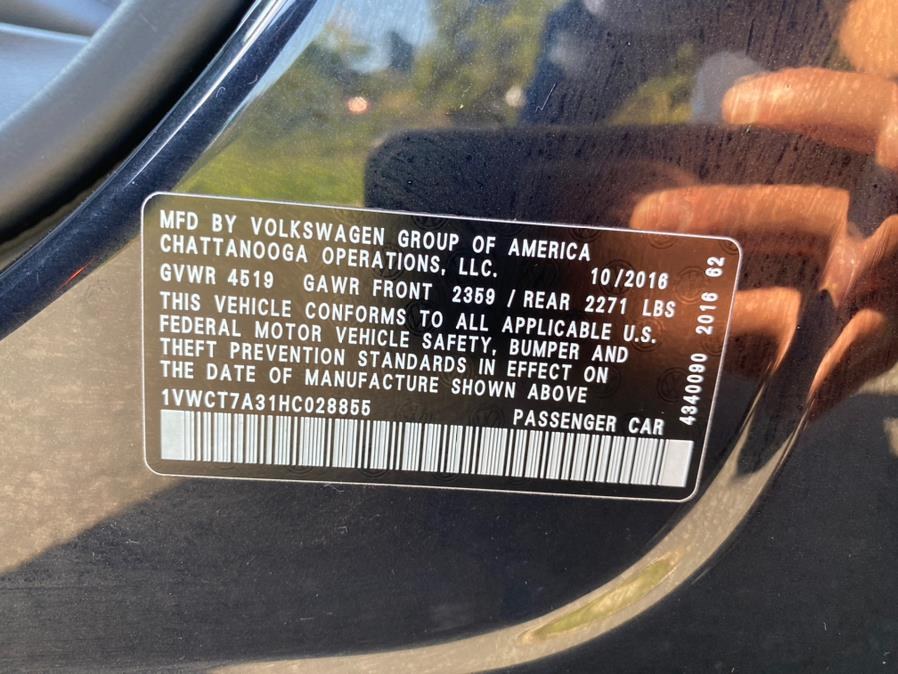 MFD BY VOLKSWAGEN GROUP OF AMERICA
CHATTANOOGA OPERATIONS, LLC. 10/2016
GVWR 4519 GAWR FRONT 2359 / REAR 2271 LBS
THIS VEHICLE CONFORMS TO ALL APPLICABLE U.S.
FEDERAL MOTOR VEHICLE SAFETY, BUMPER AND
THEFT PREVENTION STANDARDS IN EFFECT ON
THE DATE OF MANUFACTURE SHOWN ABOVE
1VWCT7A31HC028855 PASSENGER CAR
4340090 2016 62